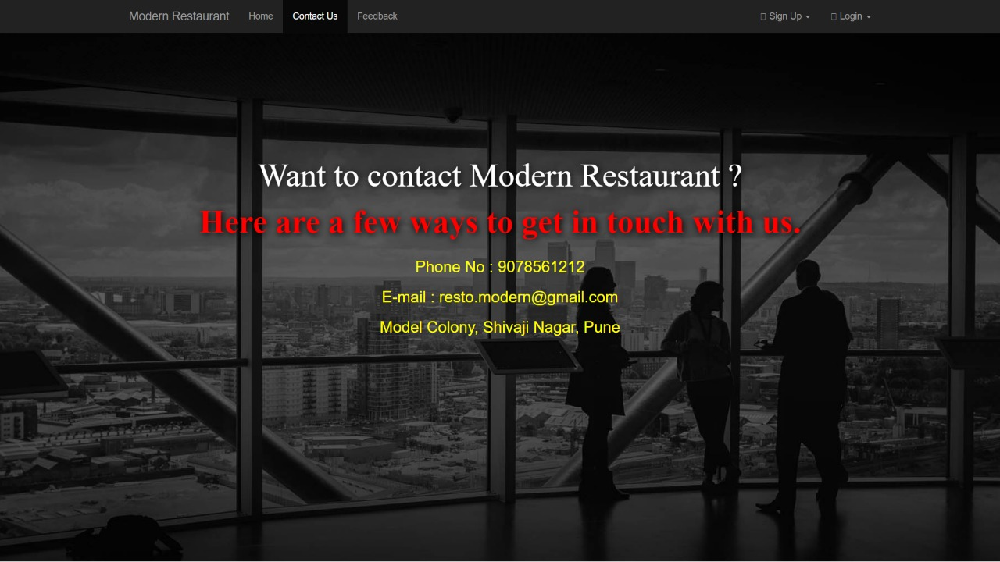 Modern Restaurant Home Contact Us Feedback Sign Up Login
Want to contact Modern Restaurant ?
Here are a few ways to get in touch with us.
Phone No : 9078561212
E-mail : resto.modern@gmail.com
Model Colony, Shivaji Nagar, Pune